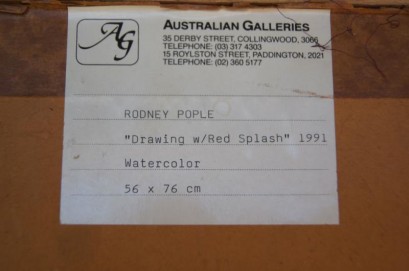 AG
AUSTRALIAN GALLERIES
35 DERBY STREET, COLLINGWOOD, 3066
TELEPHONE: (03) 317 4303
15 ROYLSTON STREET, PADDINGTON, 2021
TELEPHONE: (02) 360 5177
RODNEY POPLE
"Drawing w/Red Splash" 1991
Watercolor
56 x 76 cm